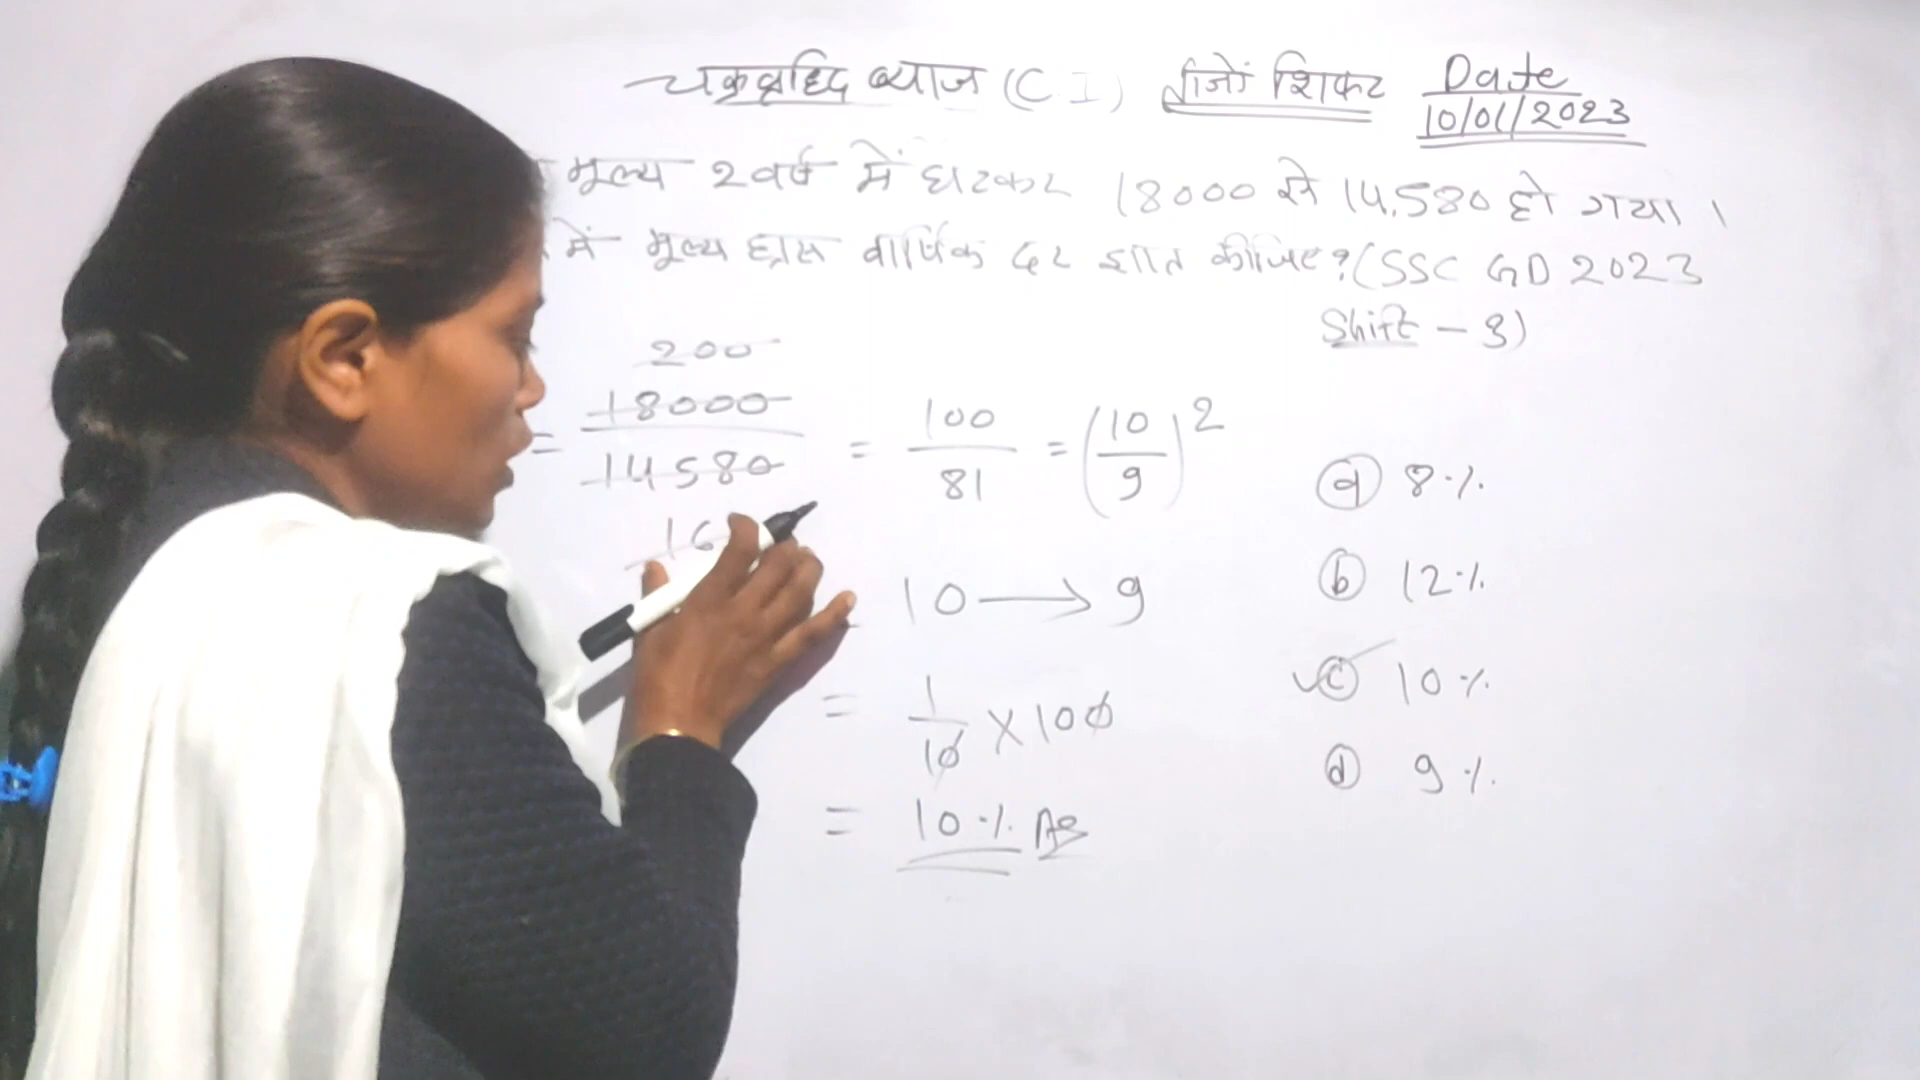 चक्रवृद्धि ब्याज (C I) तीजों शिफ्ट Date
10/01/2023
मूल्य 2 वर्ष में घटकर 18000 से 14,580 हो गया ।
में मूल्य ह्रास वार्षिक दर ज्ञात कीजिए ? (SSC GD 2023
Shift - 3)
200
= 18000 / 14580 = 100 / 81 = (10 / 9)2
16
10 → 9
= 1 / 10 × 100
= 10 % As
(a) 8 %
(b) 12 %
(c) 10 %
(d) 9 %